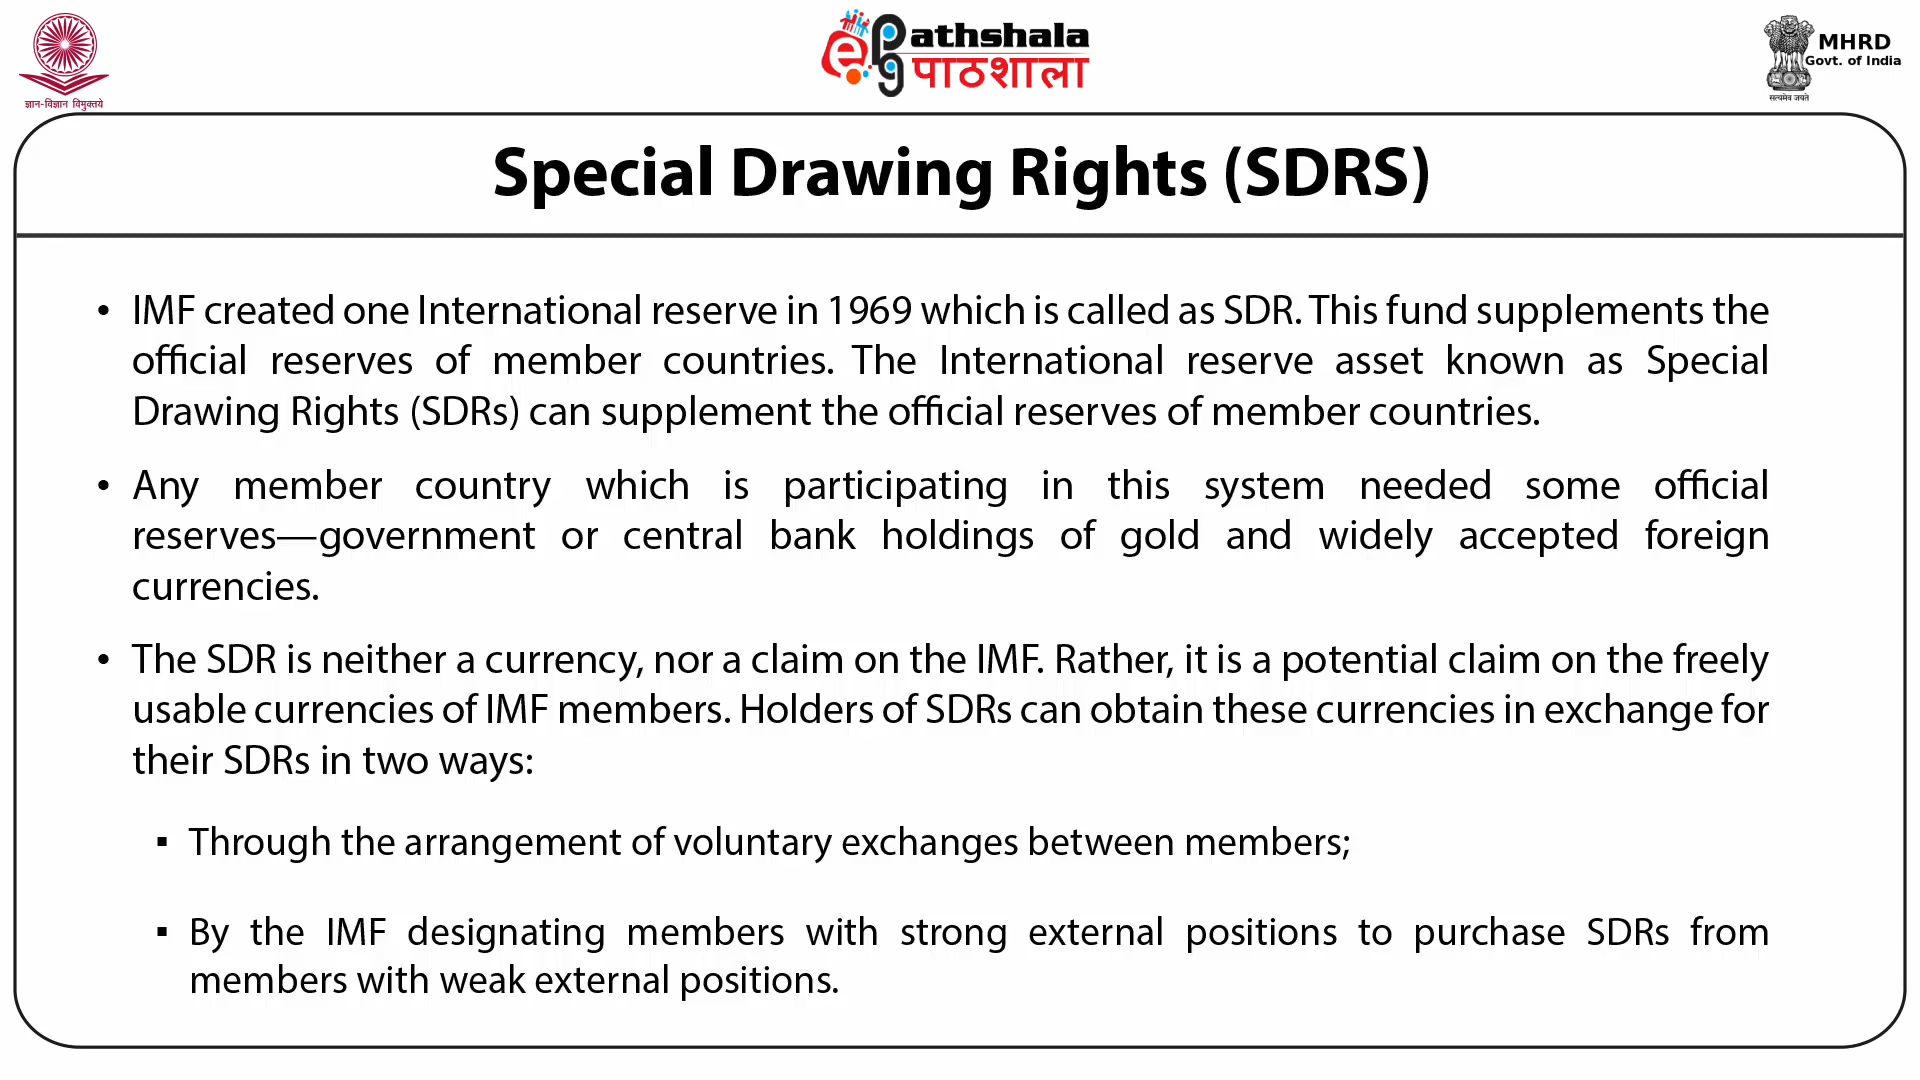 ज्ञान-विज्ञान विमुक्तये
ePathshala
पाठशाला
MHRD
Govt. of India
सत्यमेव जयते
Special Drawing Rights (SDRS)
• IMF created one International reserve in 1969 which is called as SDR. This fund supplements the
official reserves of member countries. The International reserve asset known as Special
Drawing Rights (SDRs) can supplement the official reserves of member countries.
• Any member country which is participating in this system needed some official
reserves—government or central bank holdings of gold and widely accepted foreign
currencies.
• The SDR is neither a currency, nor a claim on the IMF. Rather, it is a potential claim on the freely
usable currencies of IMF members. Holders of SDRs can obtain these currencies in exchange for
their SDRs in two ways:
▪ Through the arrangement of voluntary exchanges between members;
▪ By the IMF designating members with strong external positions to purchase SDRs from
members with weak external positions.